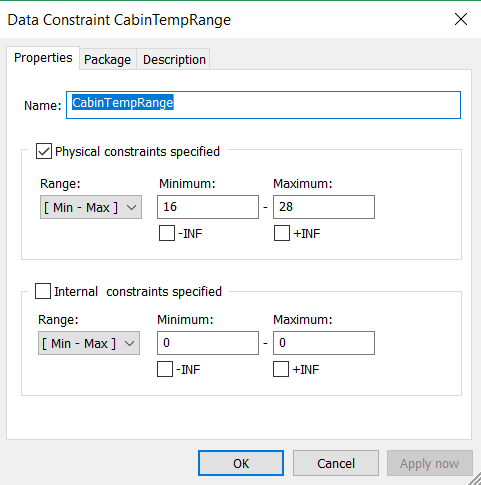 Data Constraint CabinTempRange
Properties Package Description
Name: CabinTempRange
Physical constraints specified
Range: Minimum: Maximum:
[ Min - Max ] 16 - 28
-INF +INF
Internal constraints specified
Range: Minimum: Maximum:
[ Min - Max ] 0 - 0
-INF +INF
OK Cancel Apply now